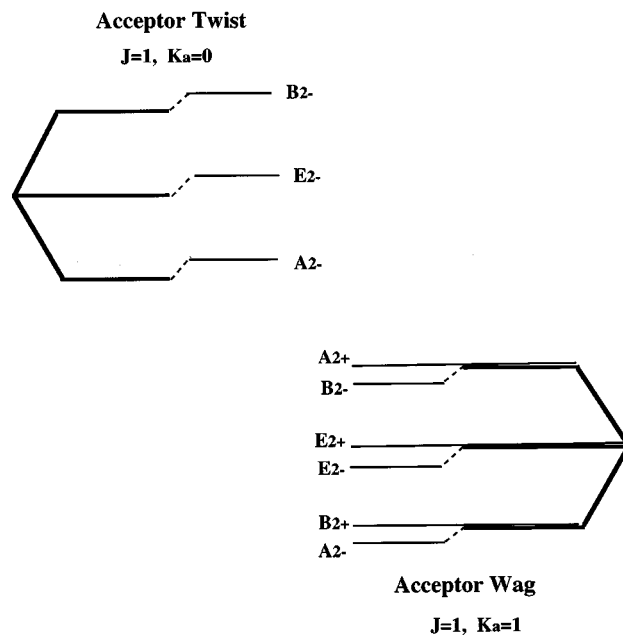 Acceptor Twist
J=1, Ka=0
B2-
E2-
A2-
A2+
B2-
E2+
E2-
B2+
A2-
Acceptor Wag
J=1, Ka=1